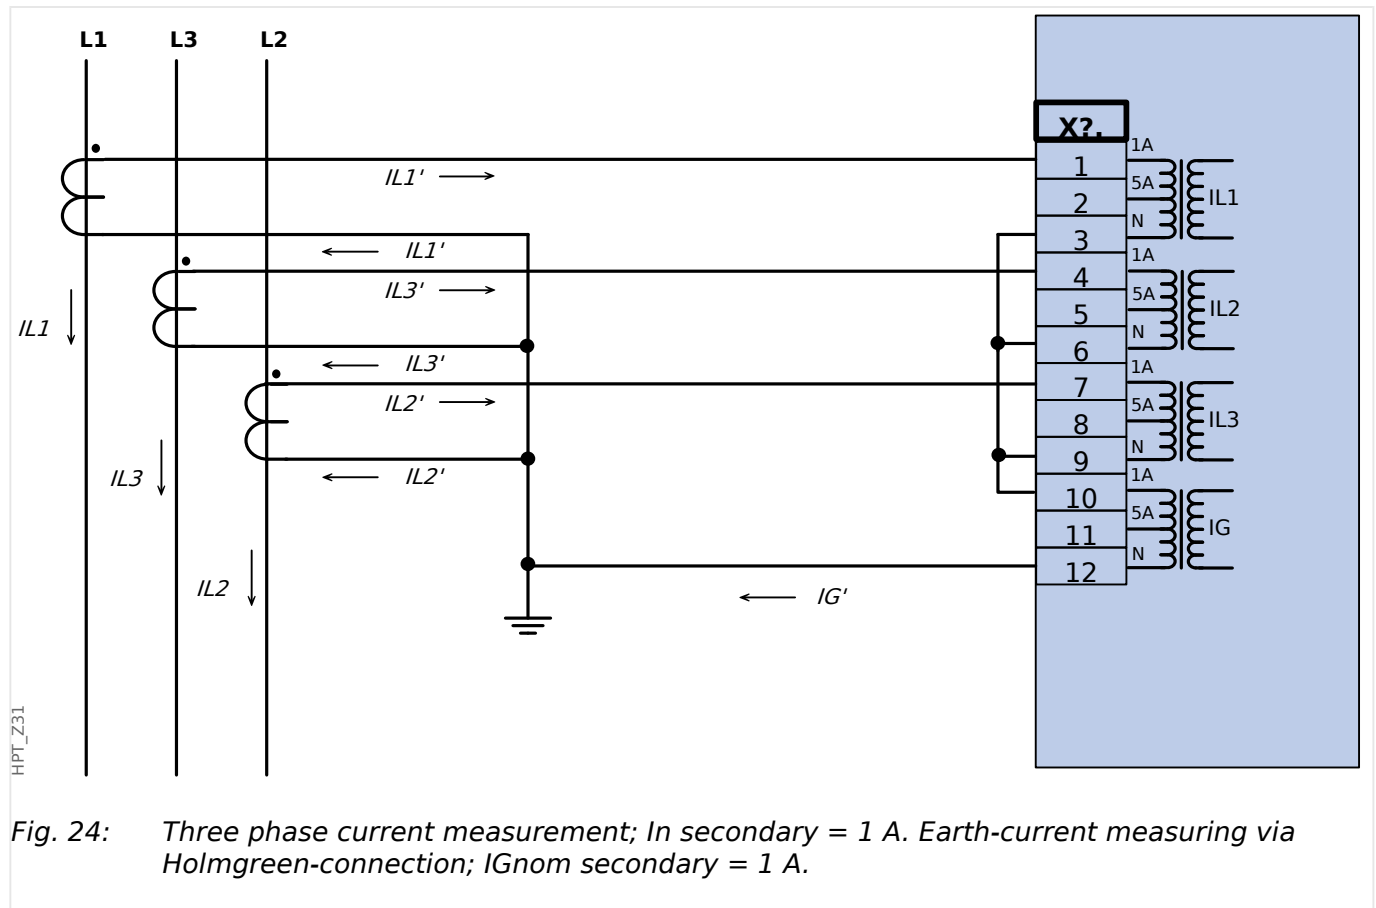 L1 L3 L2
X?.
1 1A
IL1' 5A
2 IL1
N
3
IL1' 1A
4
IL3' 5A
5 IL2
IL1 N
6
IL3' 1A
7
IL2' 5A
8 IL3
N
9
IL3 IL2' 1A
10
5A
11 IG
N
12
IL2 IG'
HPT_Z31
Fig. 24: Three phase current measurement; In secondary = 1 A. Earth-current measuring via
Holmgreen-connection; IGnom secondary = 1 A.